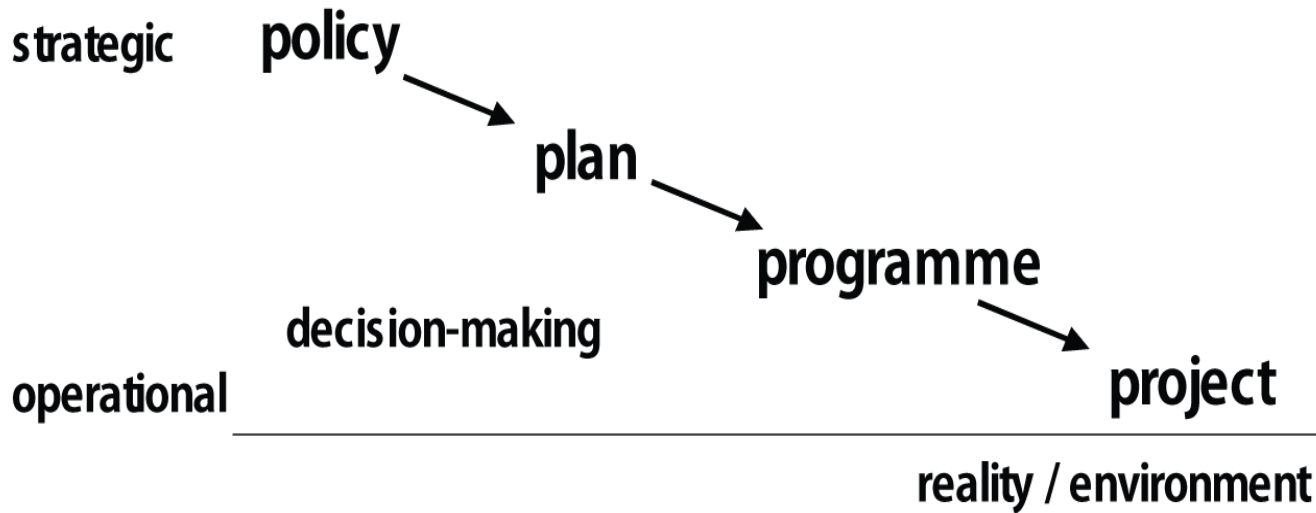 strategic policy
plan
programme
decision-making
operational project
reality / environment